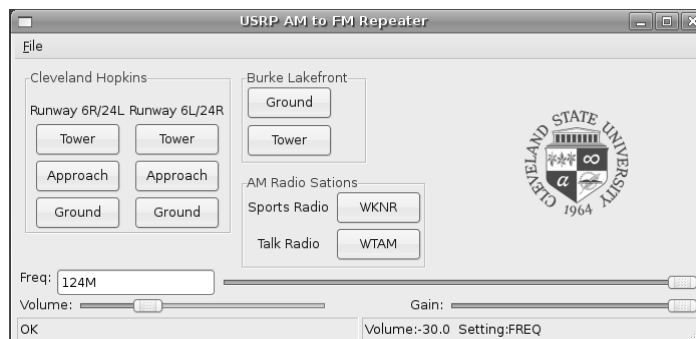 USRP AM to FM Repeater
File
Cleveland Hopkins
Runway 6R/24L Runway 6L/24R
Tower Tower
Approach Approach
Ground Ground
Burke Lakefront
Ground
Tower
AM Radio Sations
Sports Radio WKNR
Talk Radio WTAM
CLEVELAND STATE UNIVERSITY
1964
Freq: 124M
Volume: Gain:
OK Volume:-30.0 Setting:FREQ